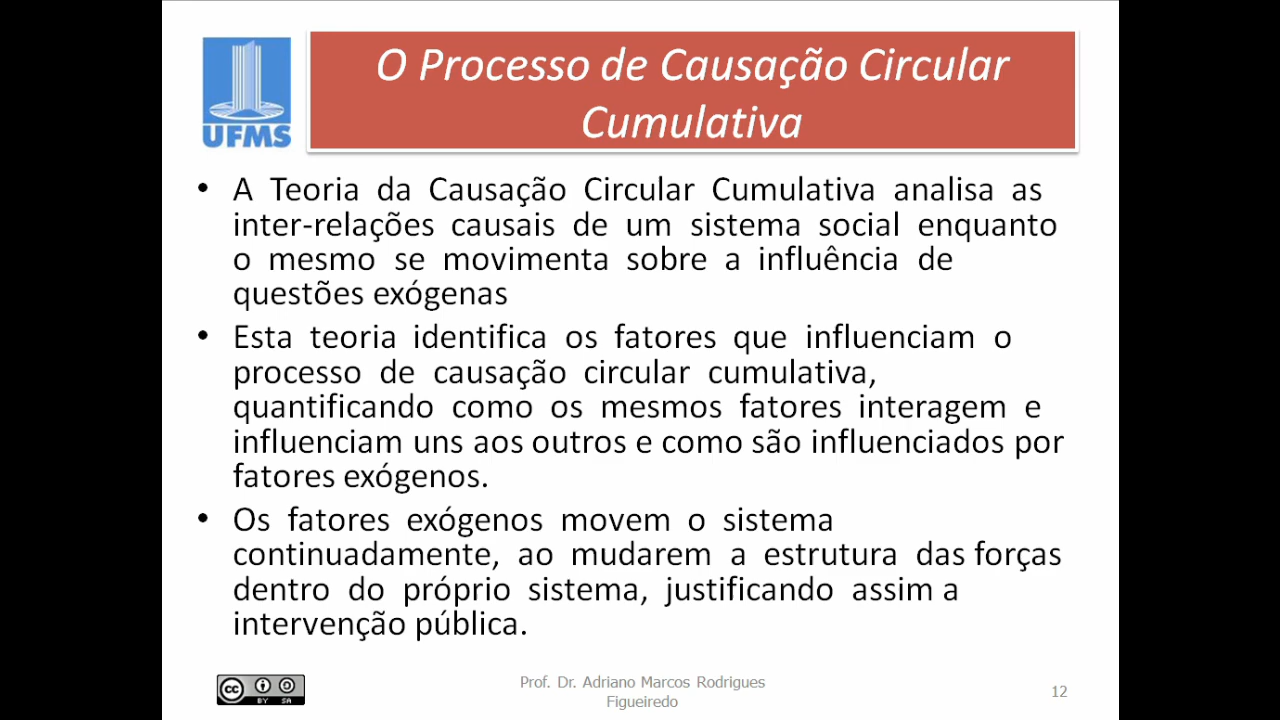 O Processo de Causação Circular
Cumulativa
UFMS
• A Teoria da Causação Circular Cumulativa analisa as
inter-relações causais de um sistema social enquanto
o mesmo se movimenta sobre a influência de
questões exógenas
• Esta teoria identifica os fatores que influenciam o
processo de causação circular cumulativa,
quantificando como os mesmos fatores interagem e
influenciam uns aos outros e como são influenciados por
fatores exógenos.
• Os fatores exógenos movem o sistema
continuadamente, ao mudarem a estrutura das forças
dentro do próprio sistema, justificando assim a
intervenção pública.
cc
BY SA
Prof. Dr. Adriano Marcos Rodrigues
Figueiredo
12